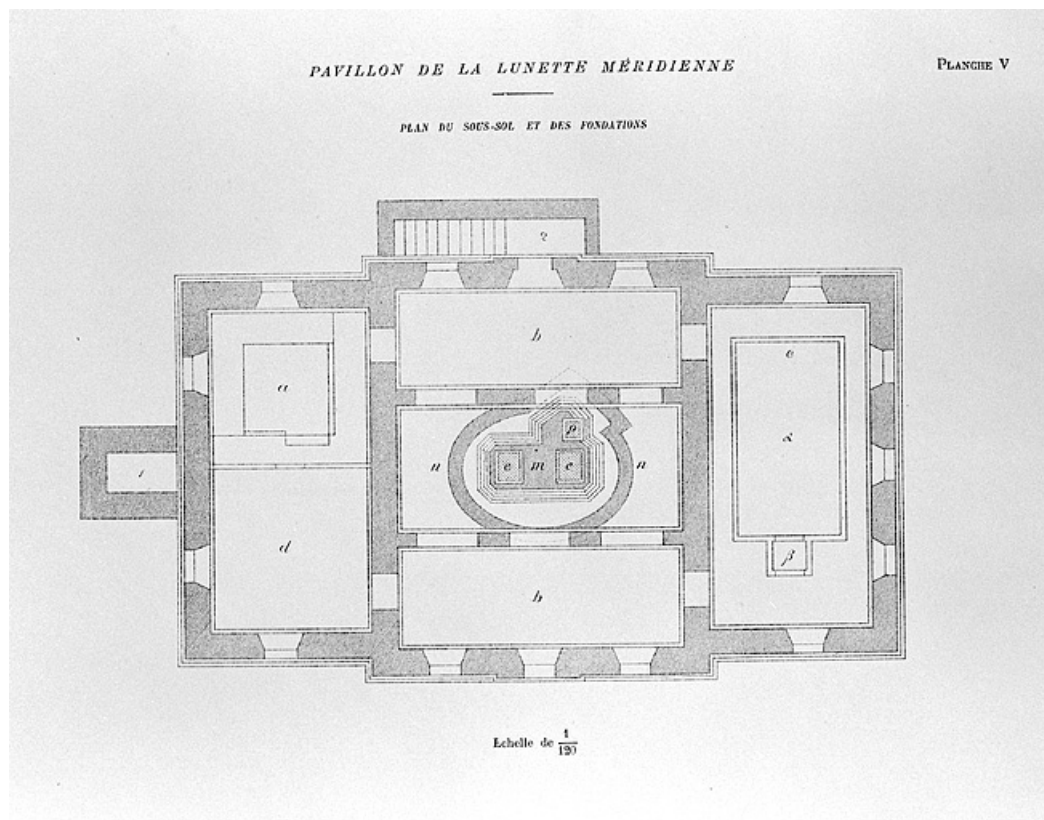 PAVILLON DE LA LUNETTE MÉRIDIENNE
PLANCHE V
PLAN DU SOUS-SOL ET DES FONDATIONS
b
a
p
n
e
m
e
n
d
b
β
Echelle de 1/120